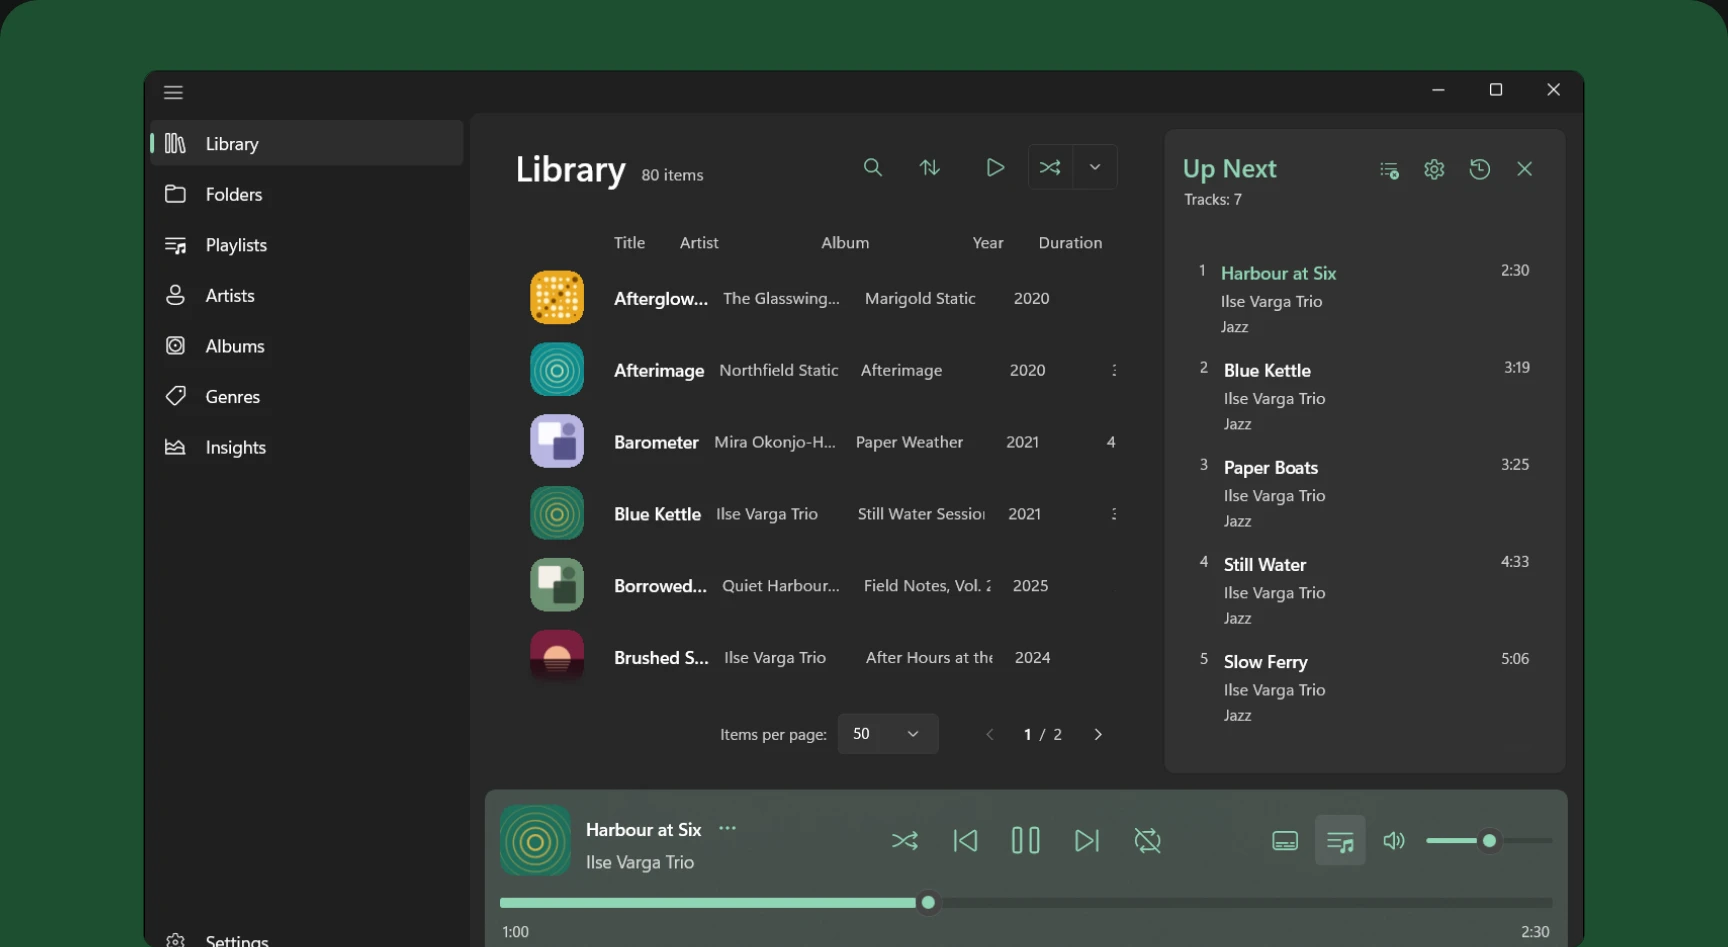 Library
Folders
Playlists
Artists
Albums
Genres
Insights
Settings
Library 80 items
Title Artist Album Year Duration
Afterglow... The Glasswing... Marigold Static 2020
Afterimage Northfield Static Afterimage 2020
Barometer Mira Okonjo-H... Paper Weather 2021 4
Blue Kettle Ilse Varga Trio Still Water 2021
Borrowed... Quiet Harbour... Field Notes, Vol. 2025
Brushed S... Ilse Varga Trio After Hours at the 2024
Items per page: 50 1 / 2
Up Next
Tracks: 7
1 Harbour at Six 2:30
Ilse Varga Trio
Jazz
2 Blue Kettle 3:19
Ilse Varga Trio
Jazz
3 Paper Boats 3:25
Ilse Varga Trio
Jazz
4 Still Water 4:33
Ilse Varga Trio
Jazz
5 Slow Ferry 5:06
Ilse Varga Trio
Jazz
Harbour at Six ...
Ilse Varga Trio
1:00 2:30